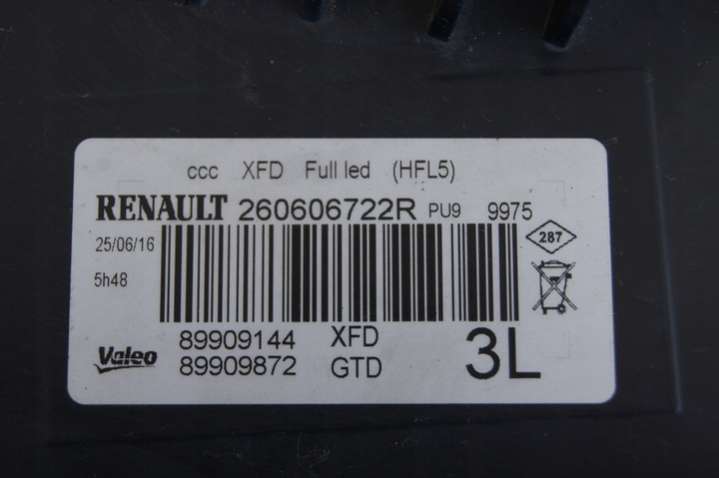 ccc XFD Full led (HFL5)
RENAULT 260606722R PU9 9975
25/06/16
287
5h48
89909144 XFD
Valeo 89909872 GTD 3L